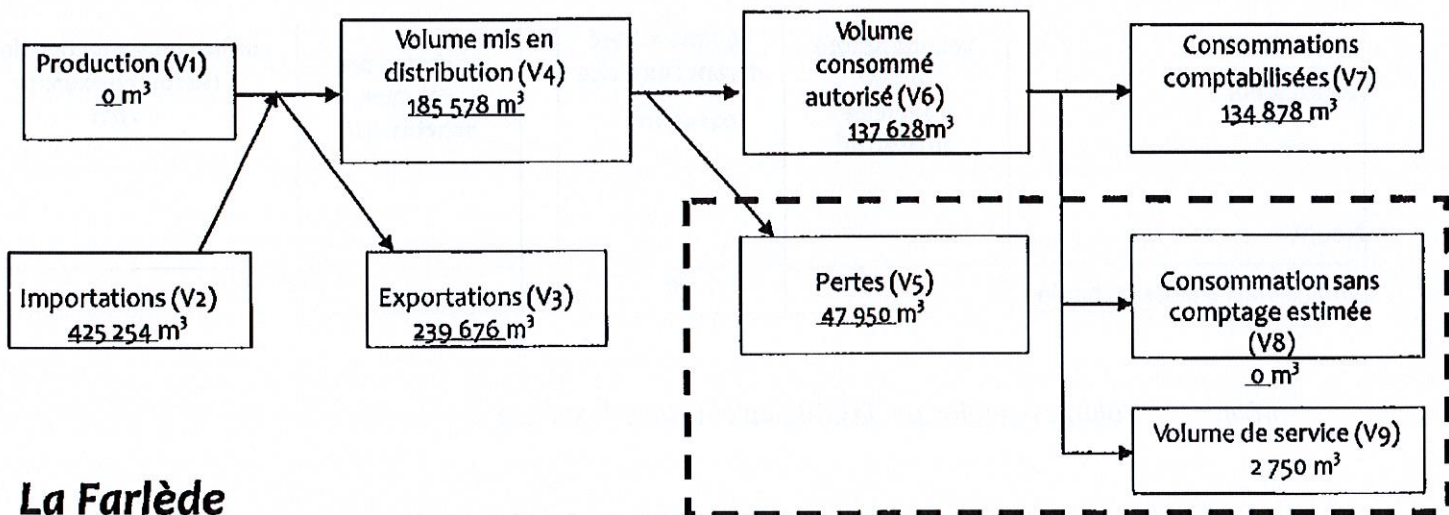 Production (V1)
0 m³
Volume mis en
distribution (V4)
185 578 m³
Volume
consommé
autorisé (V6)
137 628m³
Consommations
comptabilisées (V7)
134 878 m³
Importations (V2)
425 254 m³
Exportations (V3)
239 676 m³
Pertes (V5)
47 950 m³
Consommation sans
comptage estimée
(V8)
0 m³
Volume de service (V9)
2 750 m³
La Farlède